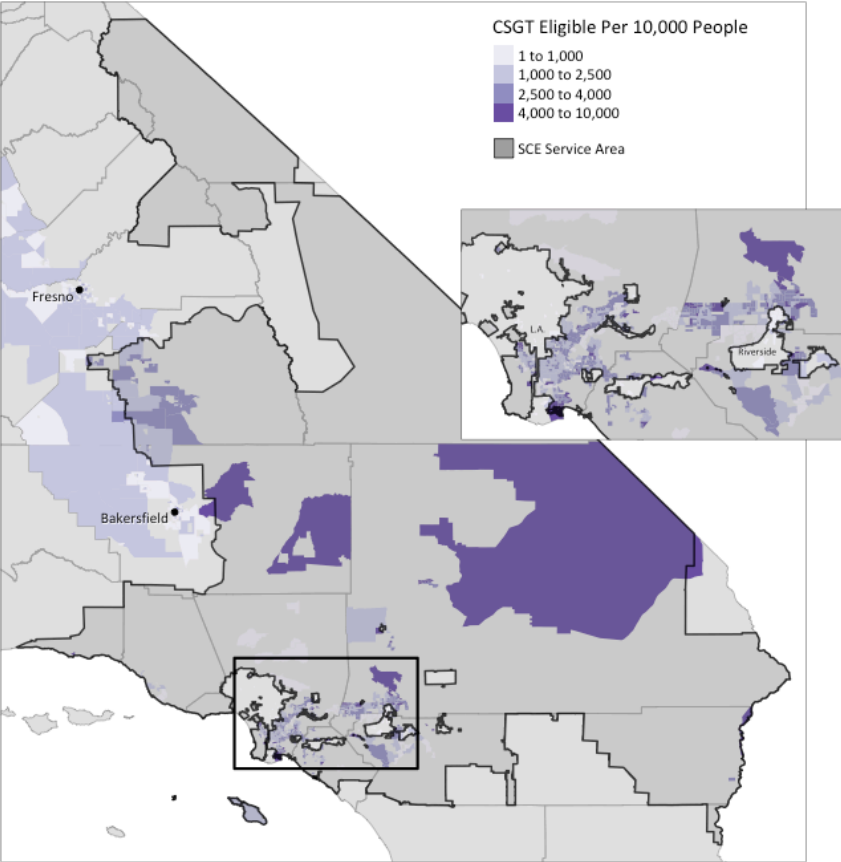 CSGT Eligible Per 10,000 People
1 to 1,000
1,000 to 2,500
2,500 to 4,000
4,000 to 10,000
SCE Service Area
Fresno
L.A.
Riverside
Bakersfield